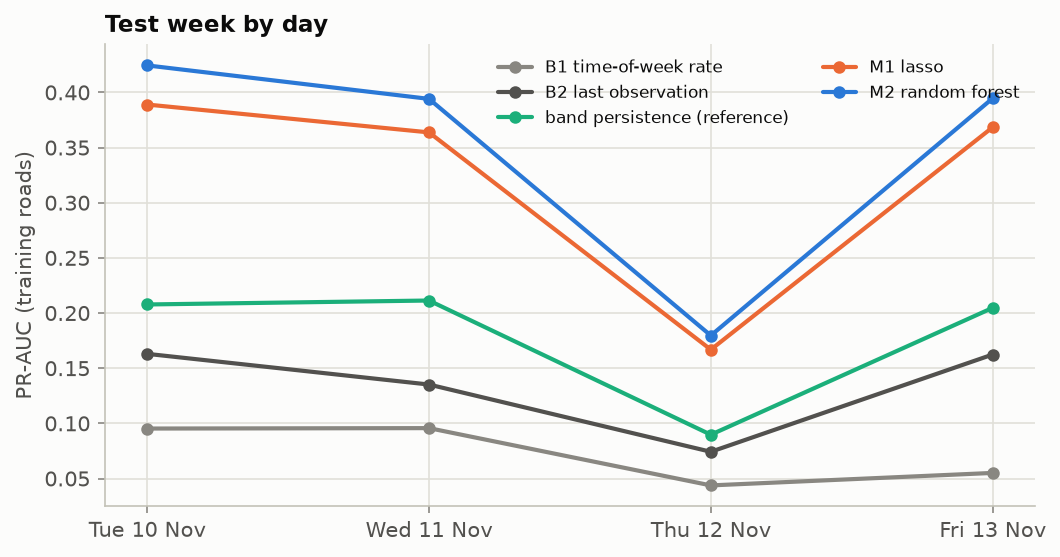 Test week by day
B1 time-of-week rate
B2 last observation
band persistence (reference)
M1 lasso
M2 random forest
PR-AUC (training roads)
0.40
0.35
0.30
0.25
0.20
0.15
0.10
0.05
Tue 10 Nov
Wed 11 Nov
Thu 12 Nov
Fri 13 Nov